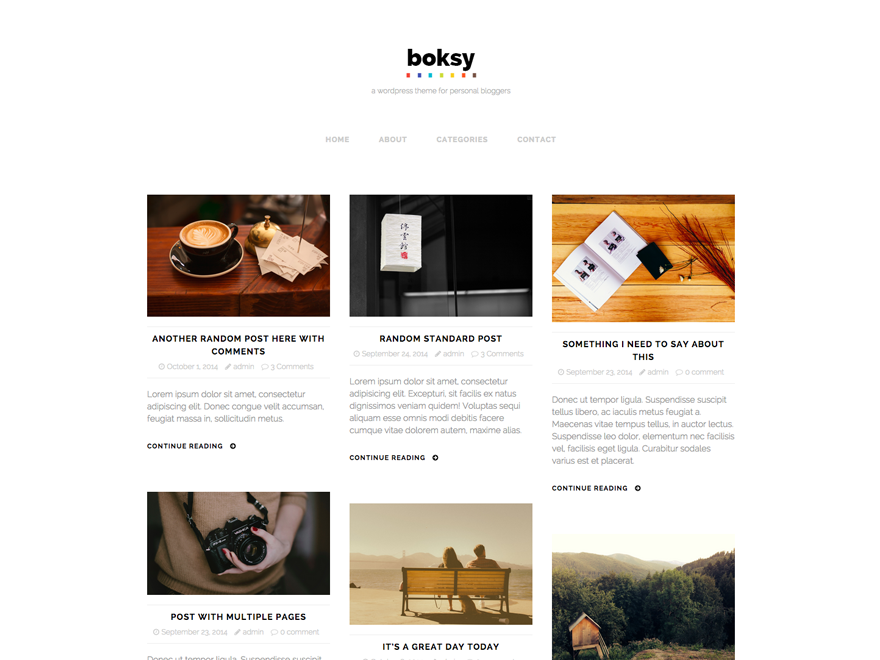 boksy
a wordpress theme for personal bloggers
HOME ABOUT CATEGORIES CONTACT
ANOTHER RANDOM POST HERE WITH
COMMENTS
October 1, 2014 admin 3 Comments
Lorem ipsum dolor sit amet, consectetur
adipiscing elit. Donec congue velit accumsan,
feugiat massa in, sollicitudin metus.
CONTINUE READING
POST WITH MULTIPLE PAGES
September 23, 2014 admin 0 comment
Donec ut tempor ligula. Suspendisse suscipit
RANDOM STANDARD POST
September 24, 2014 admin 3 Comments
Lorem ipsum dolor sit amet, consectetur
adipisicing elit. Excepturi, sit facilis ex natus
dignissimos veniam quidem! Voluptas sequi
aliquam esse omnis modi debitis facere
cumque vitae dolorem autem, maxime alias.
CONTINUE READING
IT'S A GREAT DAY TODAY
SOMETHING I NEED TO SAY ABOUT
THIS
September 23, 2014 admin 0 comment
Donec ut tempor ligula. Suspendisse suscipit
tellus libero, ac iaculis metus feugiat a.
Maecenas vitae tempus tellus, in auctor lectus.
Suspendisse leo dolor, elementum nec facilisis
vel, facilisis eget ligula. Curabitur sodales
varius est et placerat.
CONTINUE READING